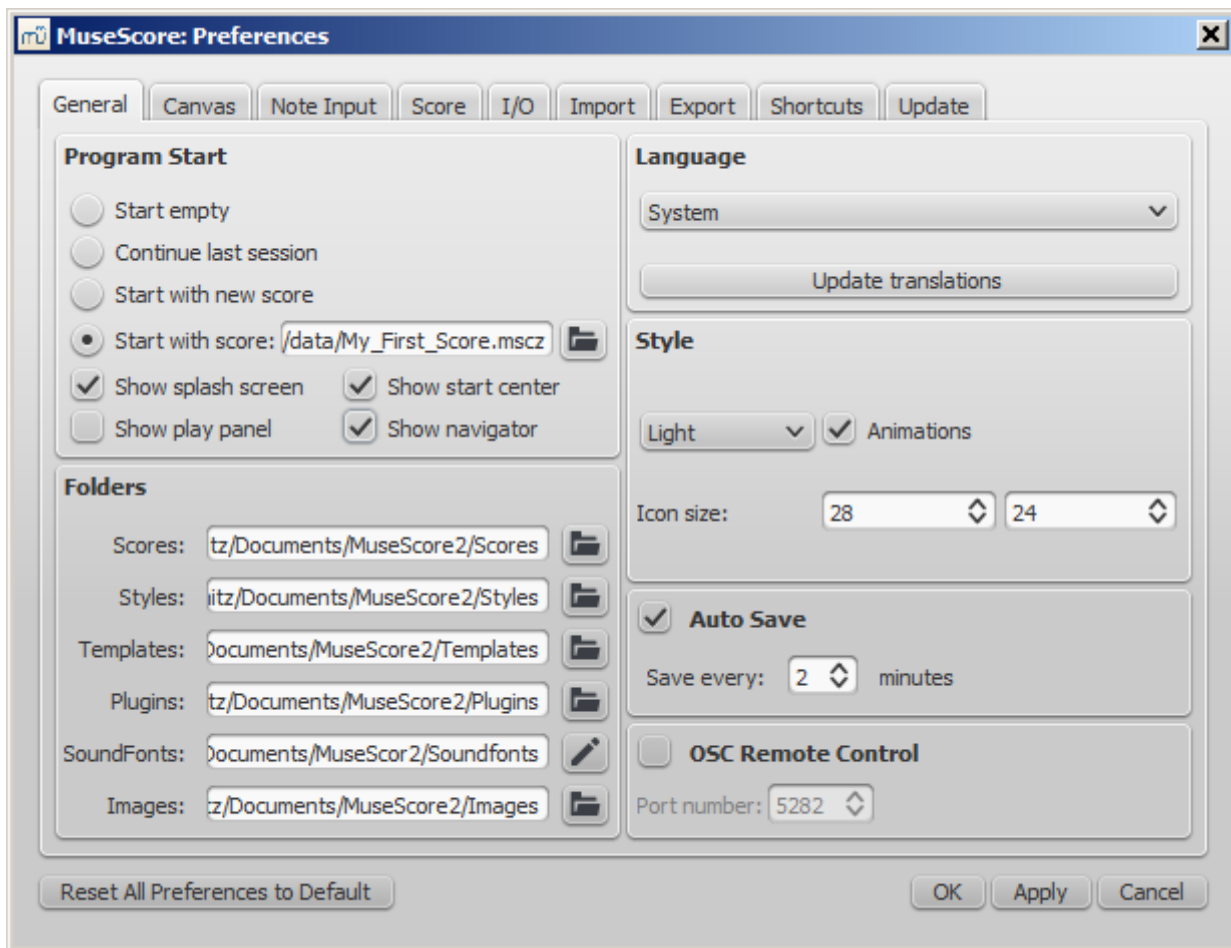 MuseScore: Preferences
General Canvas Note Input Score I/O Import Export Shortcuts Update
Program Start
Start empty
Continue last session
Start with new score
Start with score: /data/My_First_Score.mscz
Show splash screen Show start center
Show play panel Show navigator
Folders
Scores: tz/Documents/MuseScore2/Scores
Styles: itz/Documents/MuseScore2/Styles
Templates: Documents/MuseScore2/Templates
Plugins: tz/Documents/MuseScore2/Plugins
SoundFonts: Documents/MuseScor2/Soundfonts
Images: tz/Documents/MuseScore2/Images
Language
System
Update translations
Style
Light Animations
Icon size: 28 24
Auto Save
Save every: 2 minutes
OSC Remote Control
Port number: 5282
Reset All Preferences to Default OK Apply Cancel